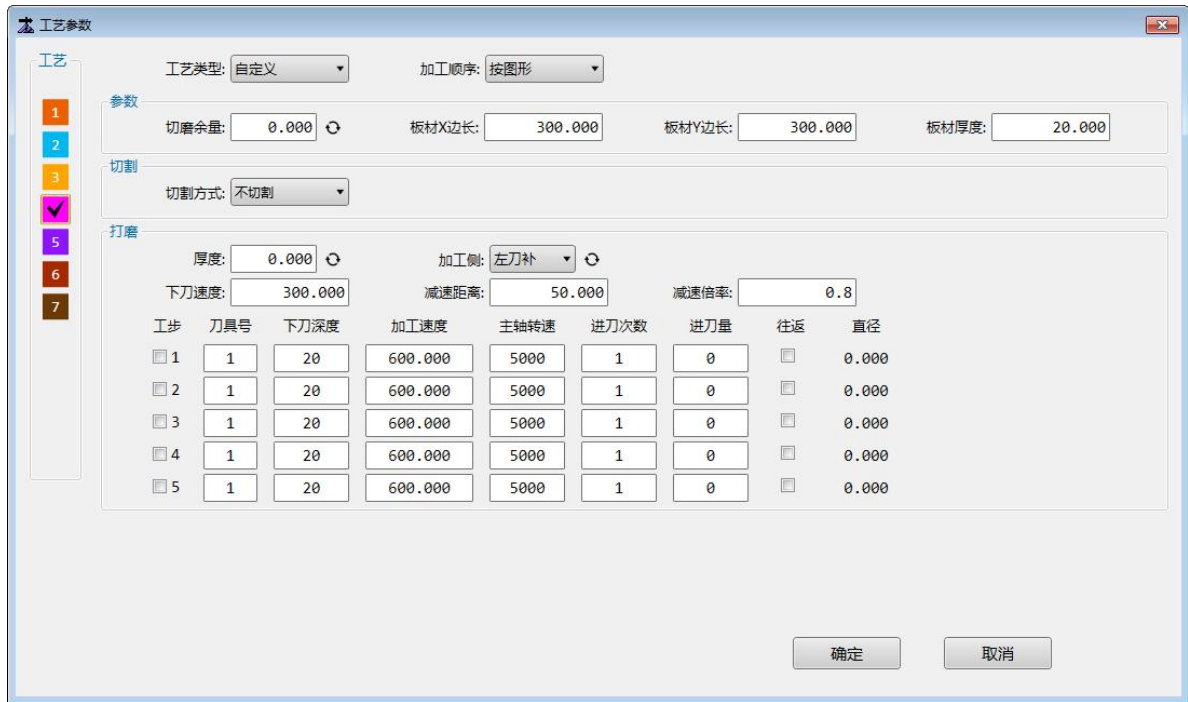 工艺参数
工艺
工艺类型: 自定义 加工顺序: 按图形
参数
1
切磨余量: 0.000 板材X边长: 300.000 板材Y边长: 300.000 板材厚度: 20.000
2
切割
3
切割方式: 不切割
打磨
5
厚度: 0.000 加工侧: 左刀补
6
下刀速度: 300.000 减速距离: 50.000 减速倍率: 0.8
7
工步 刀具号 下刀深度 加工速度 主轴转速 进刀次数 进刀量 往返 直径
1 1 20 600.000 5000 1 0 0.000
2 1 20 600.000 5000 1 0 0.000
3 1 20 600.000 5000 1 0 0.000
4 1 20 600.000 5000 1 0 0.000
5 1 20 600.000 5000 1 0 0.000
确定 取消